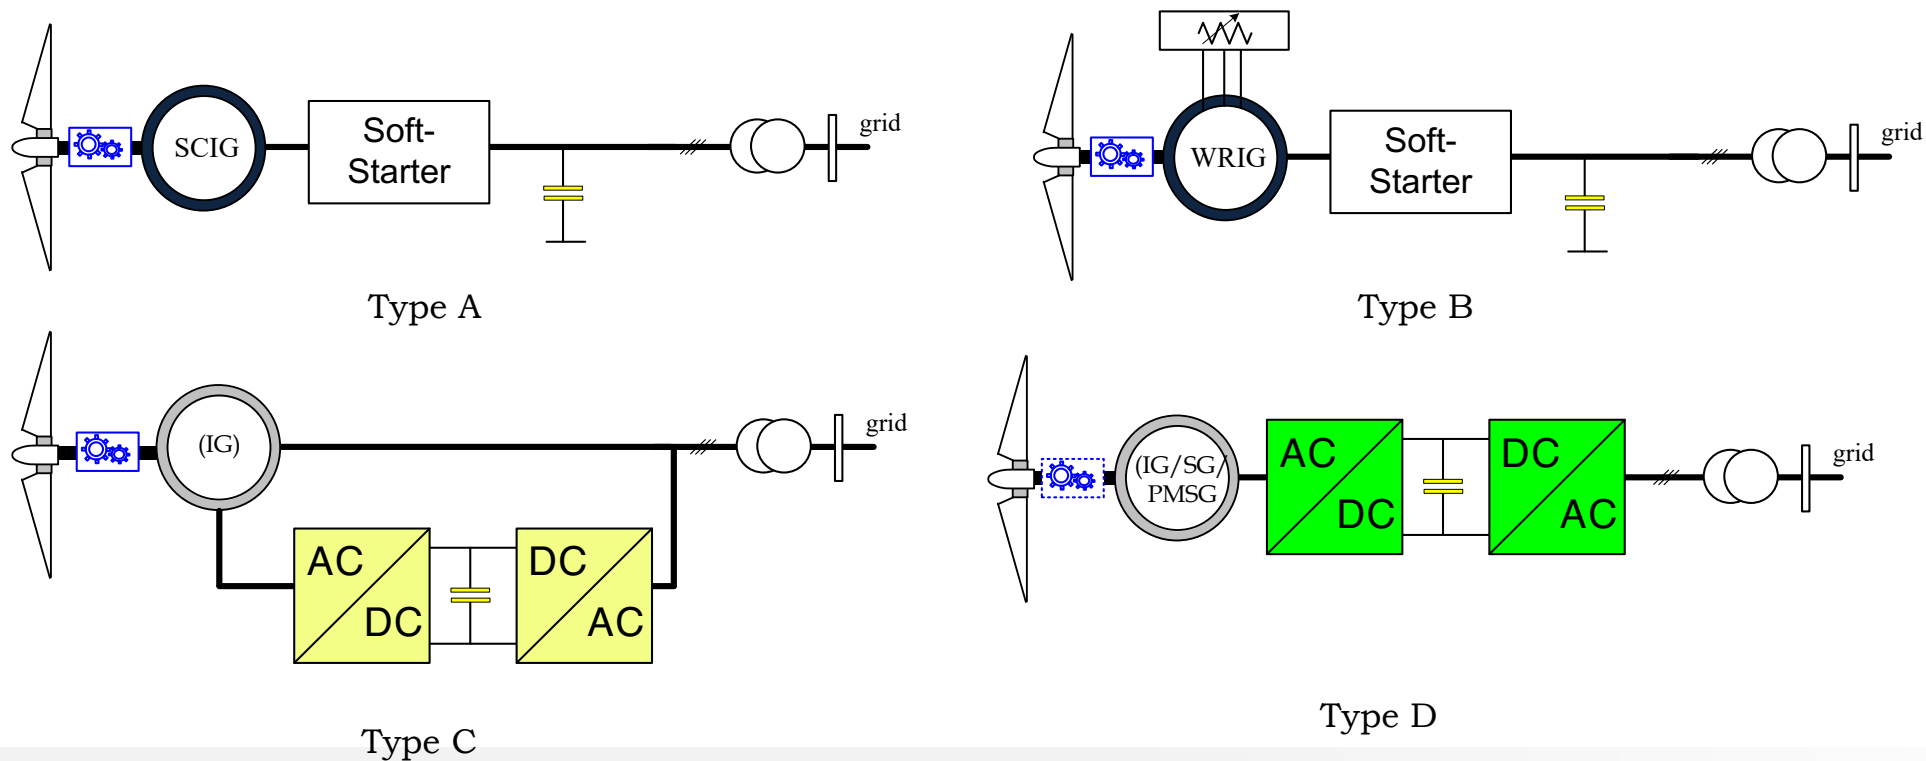 SCIG
Soft-
Starter
grid
Type A
WRIG
Soft-
Starter
grid
Type B
(IG)
AC
DC
DC
AC
grid
Type C
(IG/SG/
PMSG
AC
DC
DC
AC
grid
Type D